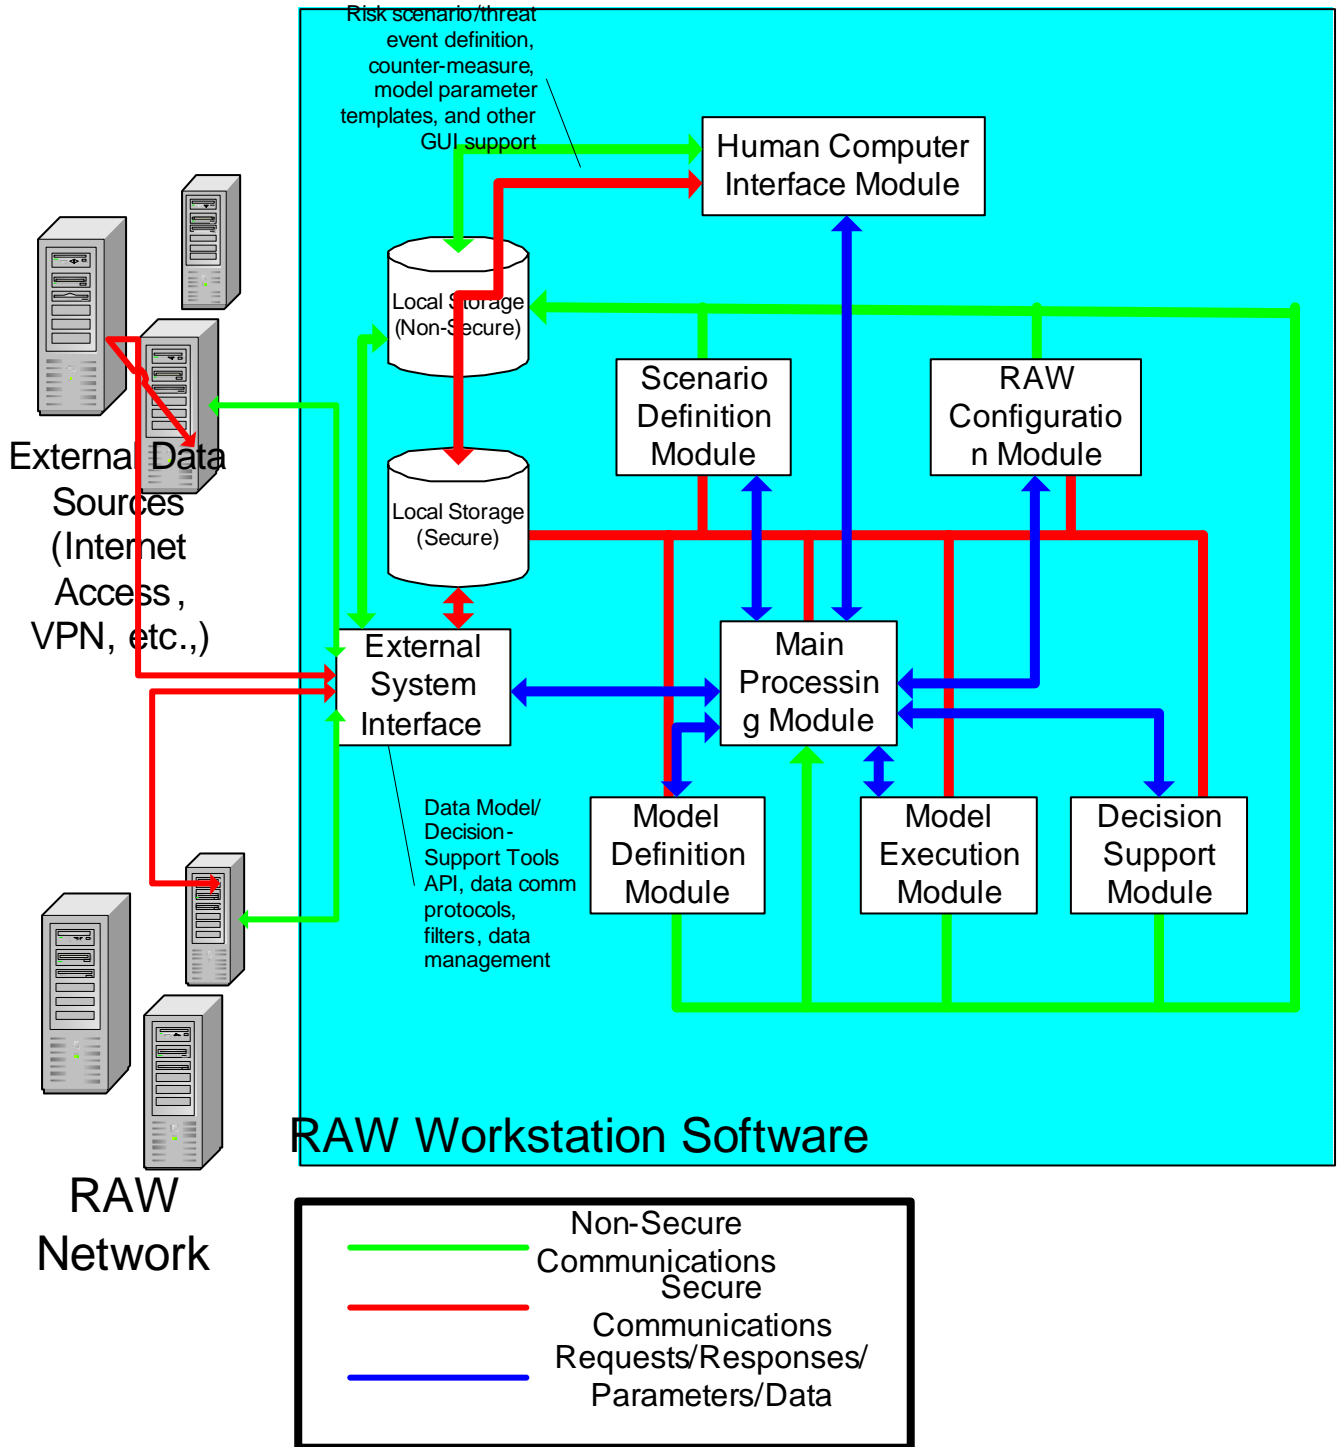 Risk scenario/threat
event definition,
counter-measure,
model parameter
templates, and other
GUI support
Human Computer
Interface Module
Local Storage
(Non-Secure)
Scenario
Definition
Module
RAW
Configuratio
n Module
External Data
Sources
(Internet
Access,
VPN, etc.,)
Local Storage
(Secure)
External
System
Interface
Main
Processin
g Module
Data Model/
Decision-
Support Tools
API, data comm
protocols,
filters, data
management
Model
Definition
Module
Model
Execution
Module
Decision
Support
Module
RAW Workstation Software
RAW
Network
Non-Secure
Communications
Secure
Communications
Requests/Responses/
Parameters/Data